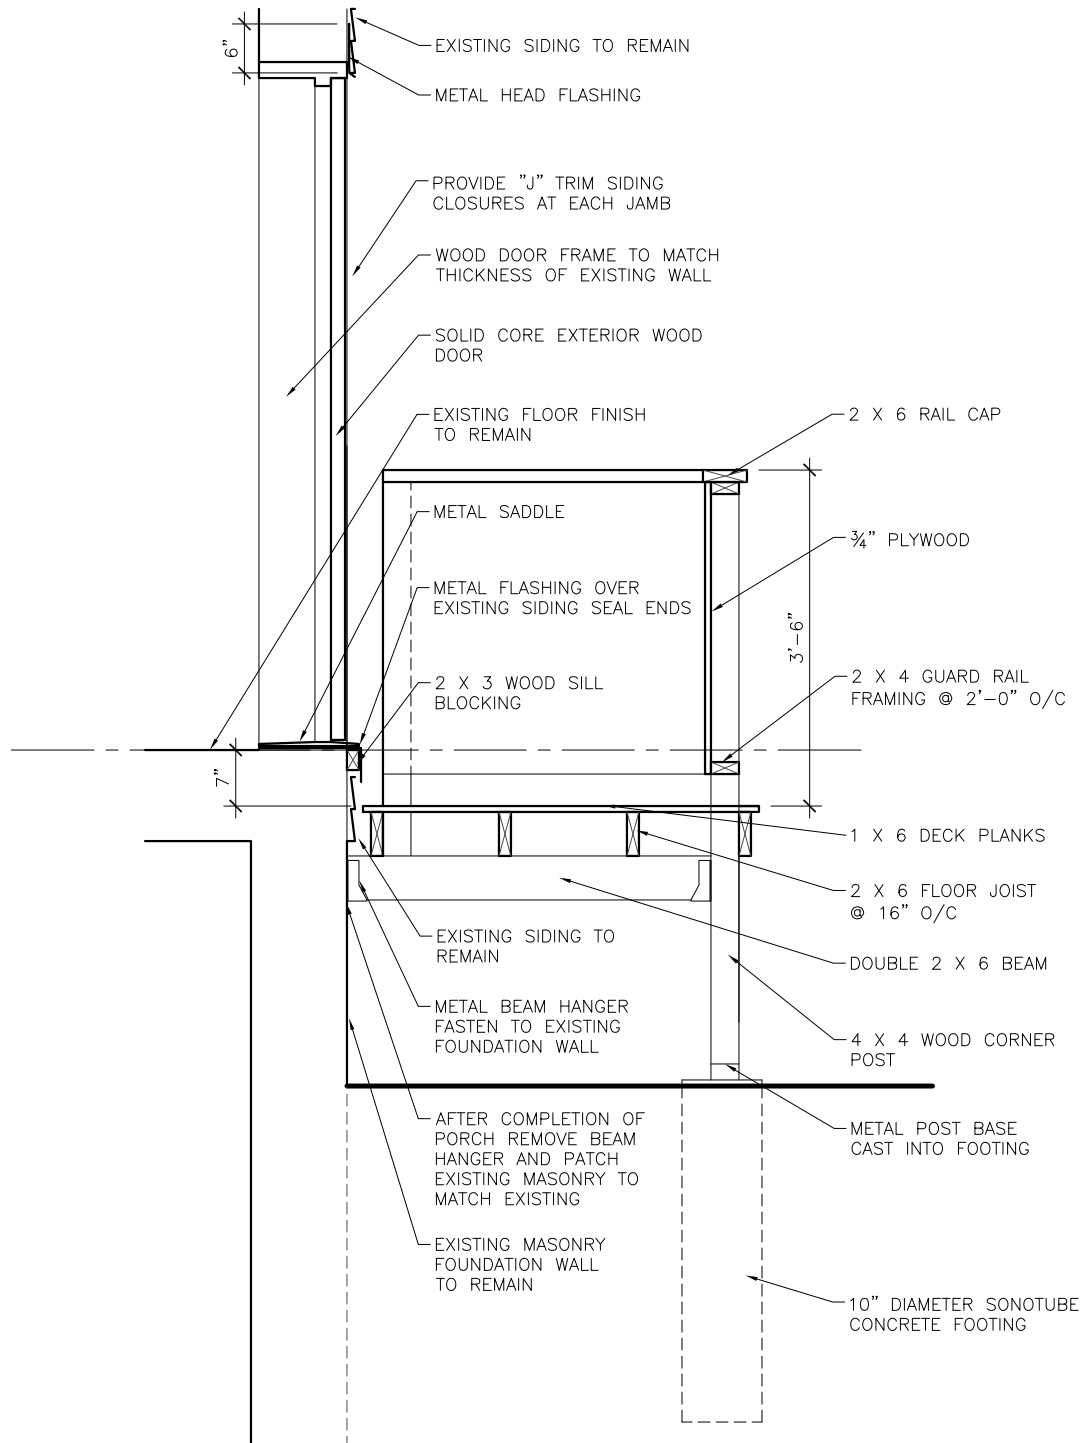 6"
EXISTING SIDING TO REMAIN
METAL HEAD FLASHING
PROVIDE "J" TRIM SIDING
CLOSURES AT EACH JAMB
WOOD DOOR FRAME TO MATCH
THICKNESS OF EXISTING WALL
SOLID CORE EXTERIOR WOOD
DOOR
EXISTING FLOOR FINISH
TO REMAIN
METAL SADDLE
METAL FLASHING OVER
EXISTING SIDING SEAL ENDS
2 X 3 WOOD SILL
BLOCKING
7"
EXISTING SIDING TO
REMAIN
METAL BEAM HANGER
FASTEN TO EXISTING
FOUNDATION WALL
AFTER COMPLETION OF
PORCH REMOVE BEAM
HANGER AND PATCH
EXISTING MASONRY TO
MATCH EXISTING
EXISTING MASONRY
FOUNDATION WALL
TO REMAIN
2 X 6 RAIL CAP
¾" PLYWOOD
3'-6"
2 X 4 GUARD RAIL
FRAMING @ 2'-0" O/C
1 X 6 DECK PLANKS
2 X 6 FLOOR JOIST
@ 16" O/C
DOUBLE 2 X 6 BEAM
4 X 4 WOOD CORNER
POST
METAL POST BASE
CAST INTO FOOTING
10" DIAMETER SONOTUBE
CONCRETE FOOTING